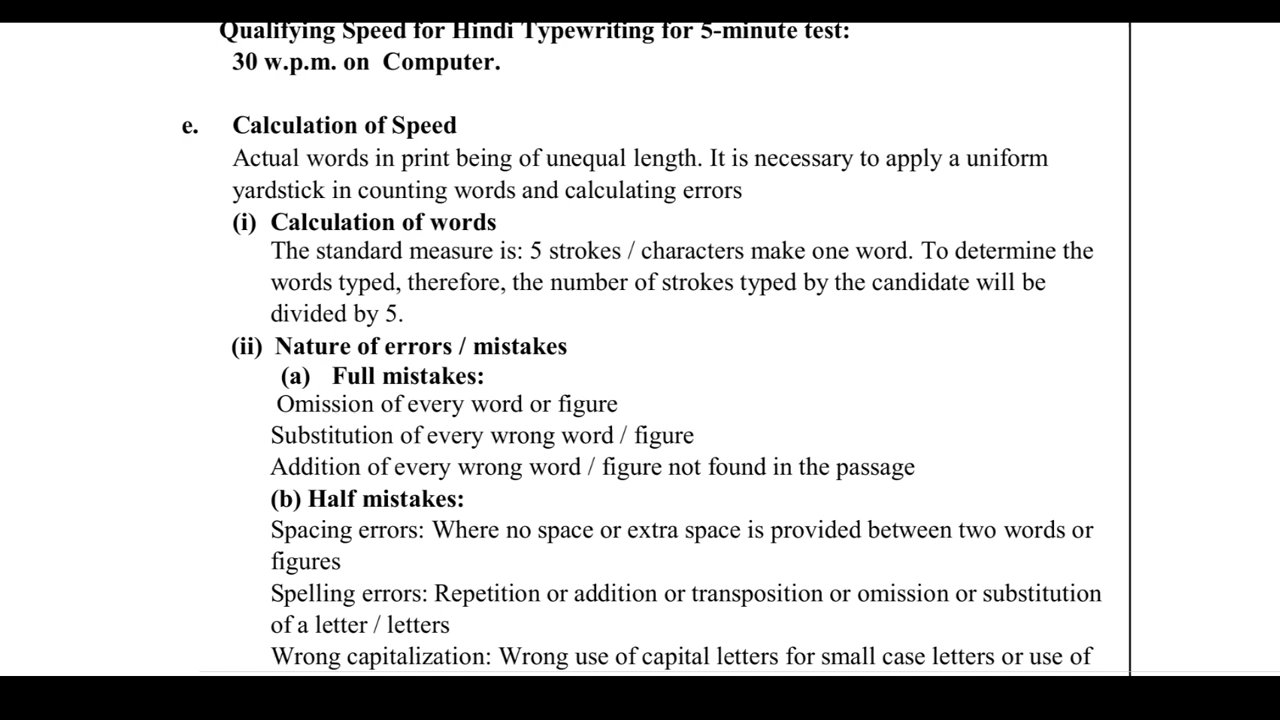 Qualifying Speed for Hindi Typewriting for 5-minute test:
30 w.p.m. on Computer.
e. Calculation of Speed
Actual words in print being of unequal length. It is necessary to apply a uniform
yardstick in counting words and calculating errors
(i) Calculation of words
The standard measure is: 5 strokes / characters make one word. To determine the
words typed, therefore, the number of strokes typed by the candidate will be
divided by 5.
(ii) Nature of errors / mistakes
(a) Full mistakes:
Omission of every word or figure
Substitution of every wrong word / figure
Addition of every wrong word / figure not found in the passage
(b) Half mistakes:
Spacing errors: Where no space or extra space is provided between two words or
figures
Spelling errors: Repetition or addition or transposition or omission or substitution
of a letter / letters
Wrong capitalization: Wrong use of capital letters for small case letters or use of